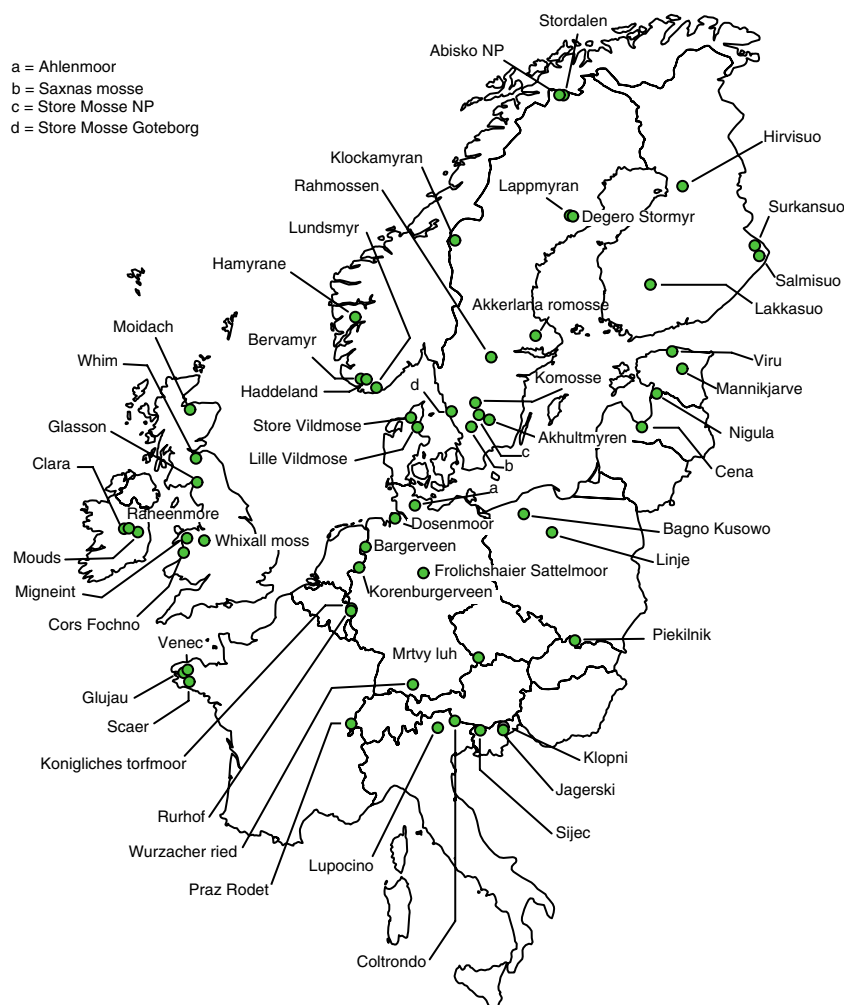 Stordalen
Abisko NP
a = Ahlenmoor
b = Saxnas mosse
c = Store Mosse NP
d = Store Mosse Goteborg
Hirvisuo
Klockamyran
Rahmossen
Lappmyran
Degero Stormyr
Surkansuo
Lundsmyr
Hamyrane
Salmisuo
Lakkasuo
Akkerlana romosse
Moidach
Bervamyr
Whim
Viru
Haddeland
d
Komosse
Mannikjarve
Glasson
Store Vildmose
Akhultmyren
Nigula
Lille Vildmose
c
b
Clara
Cena
a
Raheenmore
Dosenmoor
Bagno Kusowo
Mouds
Whixall moss
Bargerveen
Linje
Migneint
Frolichshaier Sattelmoor
Korenburgerveen
Cors Fochno
Venec
Piekilnik
Mrtvy luh
Glujau
Scaer
Konigliches torfmoor
Klopni
Jagerski
Rurhof
Sijec
Wurzacher ried
Lupocino
Praz Rodet
Coltrondo